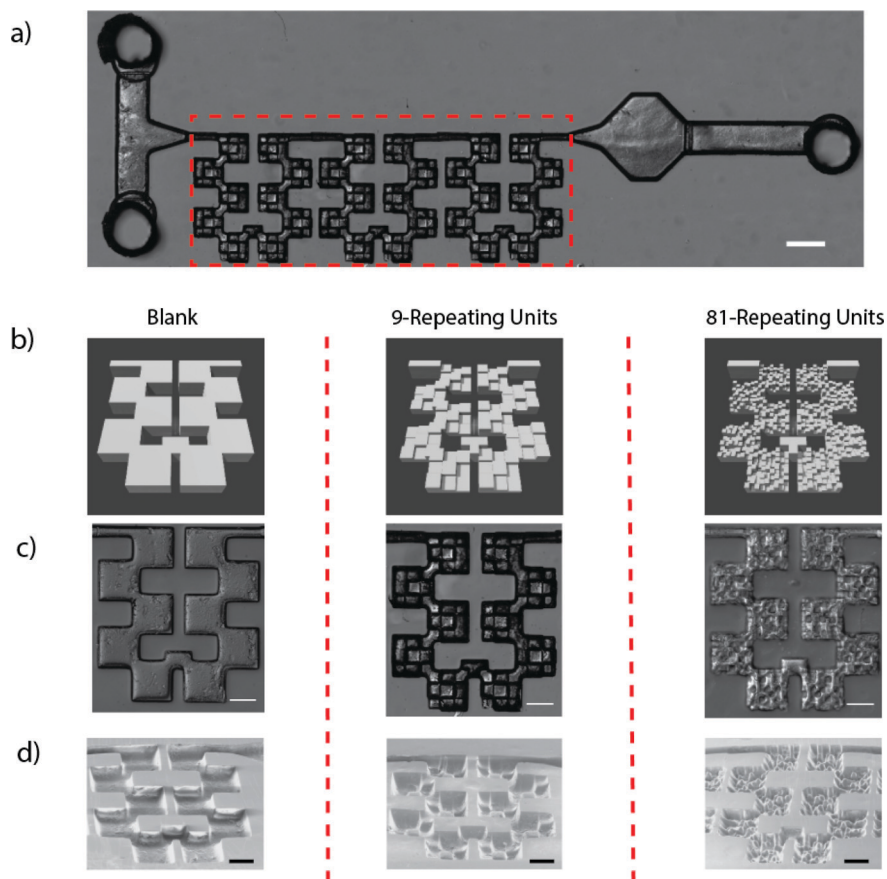 a)
Blank
9-Repeating Units
81-Repeating Units
b)
c)
d)